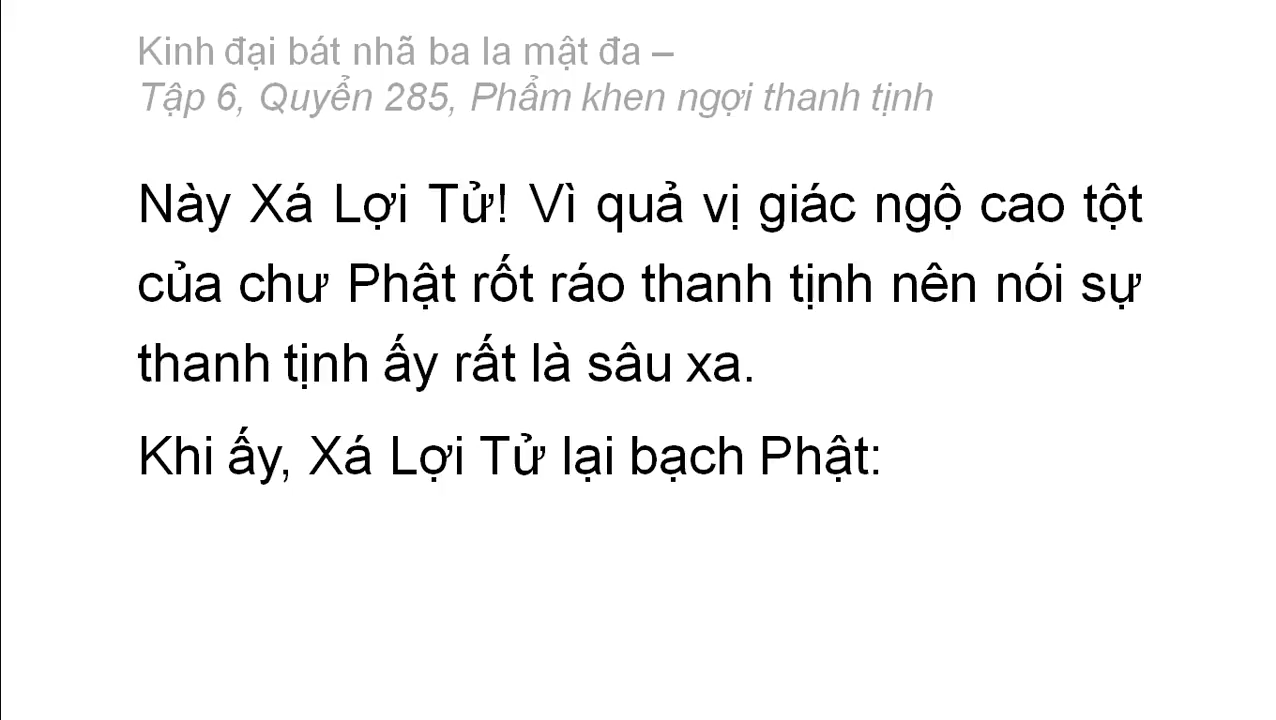 Kinh đại bát nhã ba la mật đa –
Tập 6, Quyển 285, Phẩm khen ngợi thanh tịnh
Này Xá Lợi Tử! Vì quả vị giác ngộ cao tột
của chư Phật rốt ráo thanh tịnh nên nói sự
thanh tịnh ấy rất là sâu xa.
Khi ấy, Xá Lợi Tử lại bạch Phật: